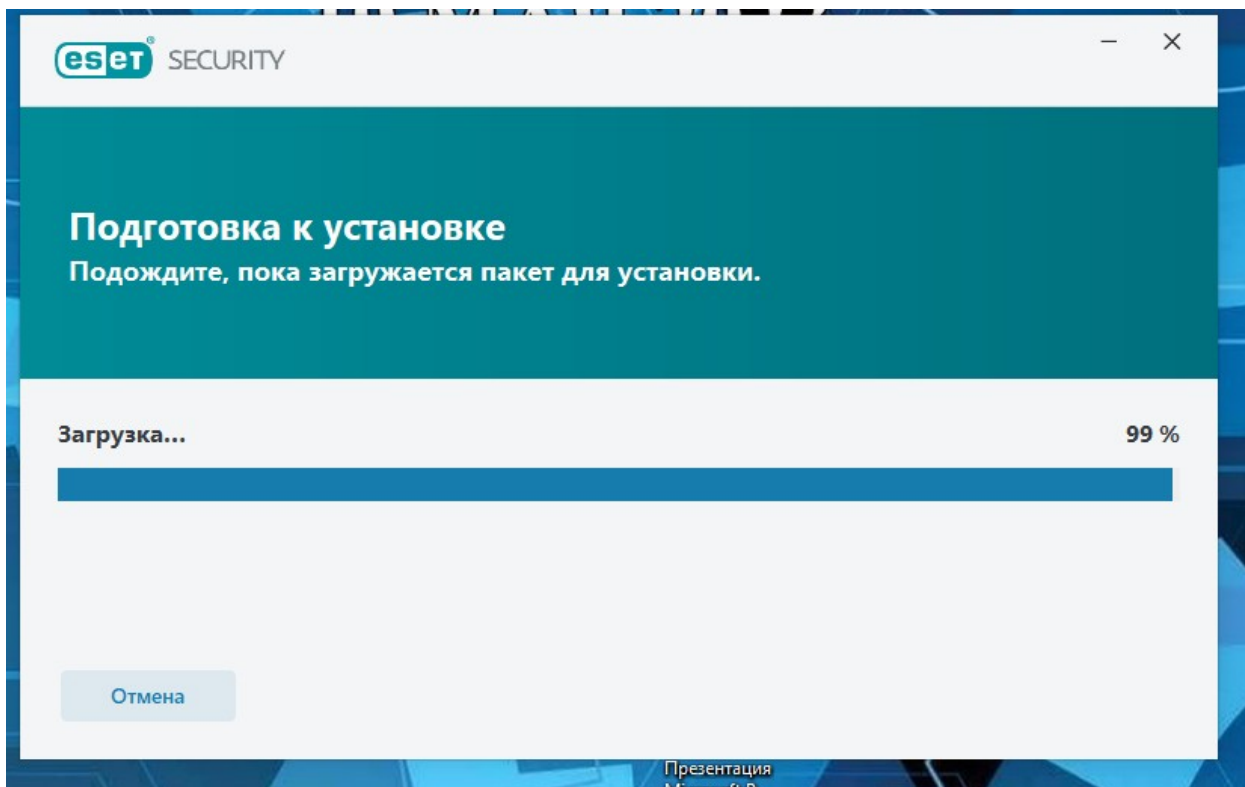 eset® SECURITY
Подготовка к установке
Подождите, пока загружается пакет для установки.
Загрузка...
99 %
Отмена
Презентация